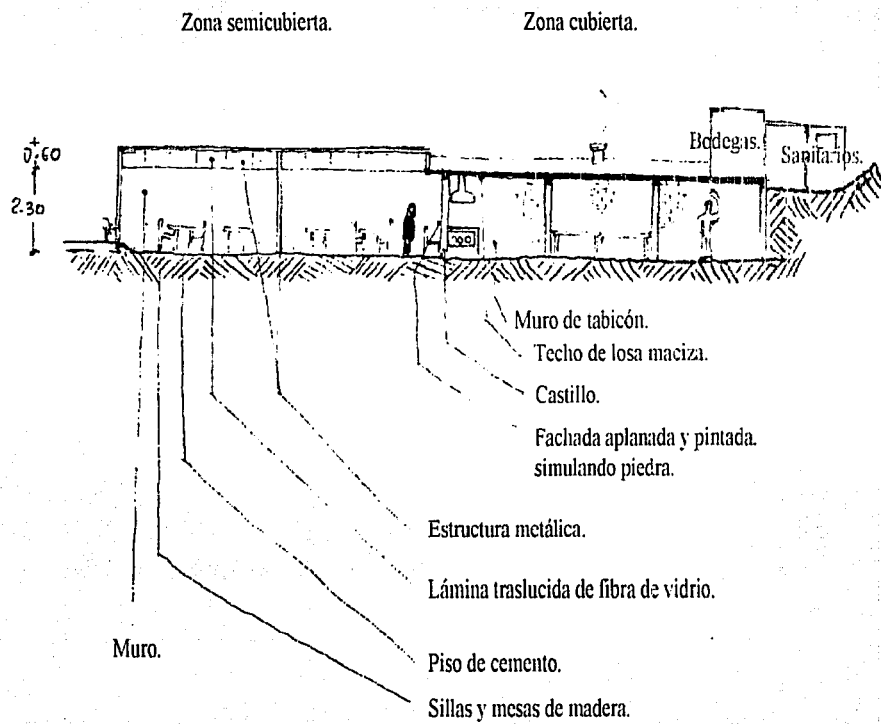 Zona semicubierta.
Zona cubierta.
Bodegas.
Sanitarios.
+
0.60
2.30
Muro de tabicón.
Techo de losa maciza.
Castillo.
Fachada aplanada y pintada.
simulando piedra.
Estructura metálica.
Lámina traslucida de fibra de vidrio.
Muro.
Piso de cemento.
Sillas y mesas de madera.